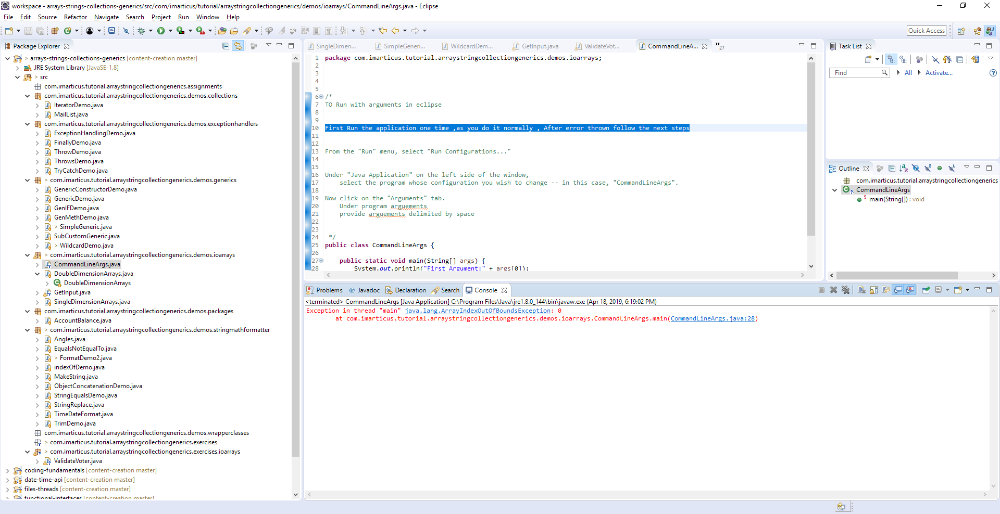 workspace - arrays-strings-collections-generics/src/com/imarticus/tutorial/arraystringcollectiongenerics/demos/ioarrays/CommandLineArgs.java - Eclipse
File Edit Source Refactor Navigate Search Project Run Window Help
Quick Access
Package Explorer
> arrays-strings-collections-generics [content-creation master]
JRE System Library [JavaSE-1.8]
> src
com.imarticus.tutorial.arraystringcollectiongenerics.assignments
com.imarticus.tutorial.arraystringcollectiongenerics.demos.collections
IteratorDemo.java
MailList.java
com.imarticus.tutorial.arraystringcollectiongenerics.demos.exceptionhandlers
ExceptionHandlingDemo.java
FinallyDemo.java
ThrowDemo.java
ThrowsDemo.java
TryCatchDemo.java
> com.imarticus.tutorial.arraystringcollectiongenerics.demos.generics
GenericConstructorDemo.java
GenericDemo.java
GenIFDemo.java
GenMethDemo.java
> SimpleGeneric.java
SubCustomGeneric.java
> WildcardDemo.java
> com.imarticus.tutorial.arraystringcollectiongenerics.demos.ioarrays
CommandLineArgs.java
DoubleDimensionArrays.java
DoubleDimensionArrays
GetInput.java
SingleDimensionArrays.java
com.imarticus.tutorial.arraystringcollectiongenerics.demos.packages
AccountBalance.java
> com.imarticus.tutorial.arraystringcollectiongenerics.demos.stringmathformatter
Angles.java
EqualsNotEqualTo.java
> FormatDemo2.java
indexOfDemo.java
MakeString.java
ObjectConcatenationDemo.java
StringEqualsDemo.java
StringReplace.java
TimeDateFormat.java
TrimDemo.java
com.imarticus.tutorial.arraystringcollectiongenerics.demos.wrapperclasses
> com.imarticus.tutorial.arraystringcollectiongenerics.exercises
> com.imarticus.tutorial.arraystringcollectiongenerics.exercises.ioarrays
ValidateVoter.java
coding-fundamentals [content-creation master]
date-time-api [content-creation master]
files-threads [content-creation master]
functional-interfaces [content-creation master]
SingleDimen... SimpleGeneri... WildcardDem... GetInput.java ValidateVot... CommandLineA... 27
1 package com.imarticus.tutorial.arraystringcollectiongenerics.demos.ioarrays;
2
3
4
5
6 /*
7 TO Run with arguments in eclipse
8
9
10 First Run the application one time ,as you do it normally , After error thrown follow the next steps
11
12
13 From the "Run" menu, select "Run Configurations..."
14
15
16 Under "Java Application" on the left side of the window,
17 select the program whose configuration you wish to change -- in this case, "CommandLineArgs".
18
19 Now click on the "Arguments" tab.
20 Under program arguements
21 provide arguements delimited by space
22
23
24 */
25 public class CommandLineArgs {
26
27 public static void main(String[] args) {
28 System.out.println("First Argument:" + args[0]);
Problems @ Javadoc Declaration Search Console
<terminated> CommandLineArgs [Java Application] C:\Program Files\Java\jre1.8.0_144\bin\javaw.exe (Apr 18, 2019, 6:19:02 PM)
Exception in thread "main" java.lang.ArrayIndexOutOfBoundsException: 0
at com.imarticus.tutorial.arraystringcollectiongenerics.demos.ioarrays.CommandLineArgs.main(CommandLineArgs.java:28)
Task List
Find All Activate...
Outline
com.imarticus.tutorial.arraystringcollectiongenerics
CommandLineArgs
main(String[]) : void